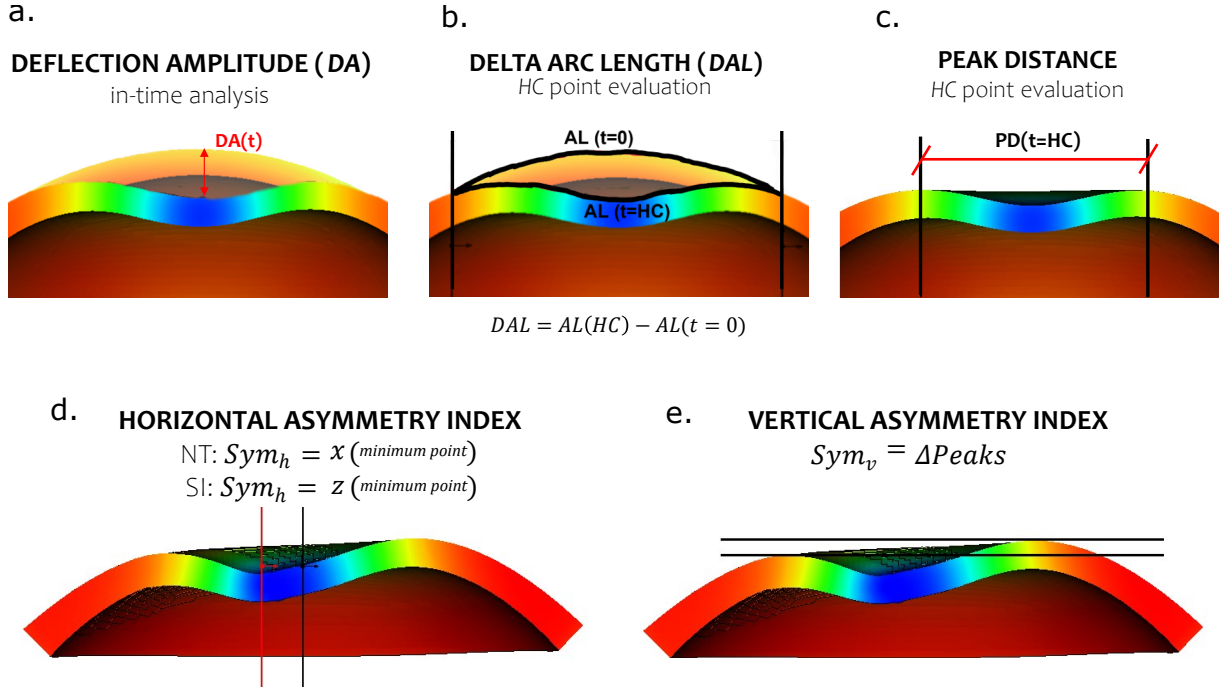 a.
DEFLECTION AMPLITUDE (DA)
in-time analysis
DA(t)
b.
DELTA ARC LENGTH (DAL)
HC point evaluation
AL (t=0)
AL (t=HC)
DAL = AL(HC) − AL(t = 0)
c.
PEAK DISTANCE
HC point evaluation
PD(t=HC)
d.
HORIZONTAL ASYMMETRY INDEX
NT: Sym_h = x (minimum point)
SI: Sym_h = z (minimum point)
e.
VERTICAL ASYMMETRY INDEX
Sym_v = ΔPeaks